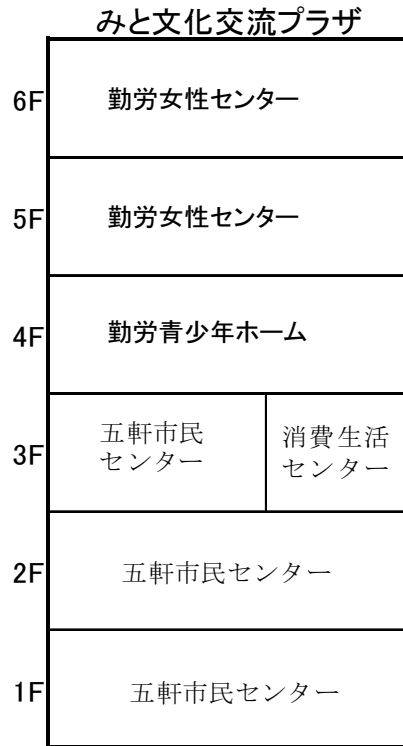 みと文化交流プラザ
6F 勤労女性センター
5F 勤労女性センター
4F 勤労青少年ホーム
3F
五軒市民
センター
消費生活
センター
2F 五軒市民センター
1F 五軒市民センター